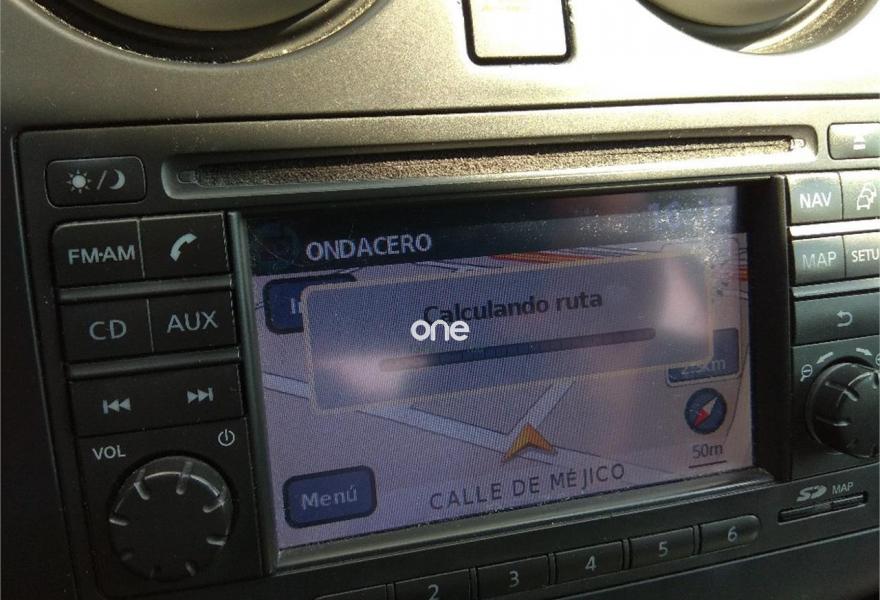 FM·AM
CD
AUX
VOL
ONDACERO
Calculando ruta
one
50m
Menú
CALLE DE MÉJICO
NAV
MAP
SETU
SD MAP
2
3
4
5
6